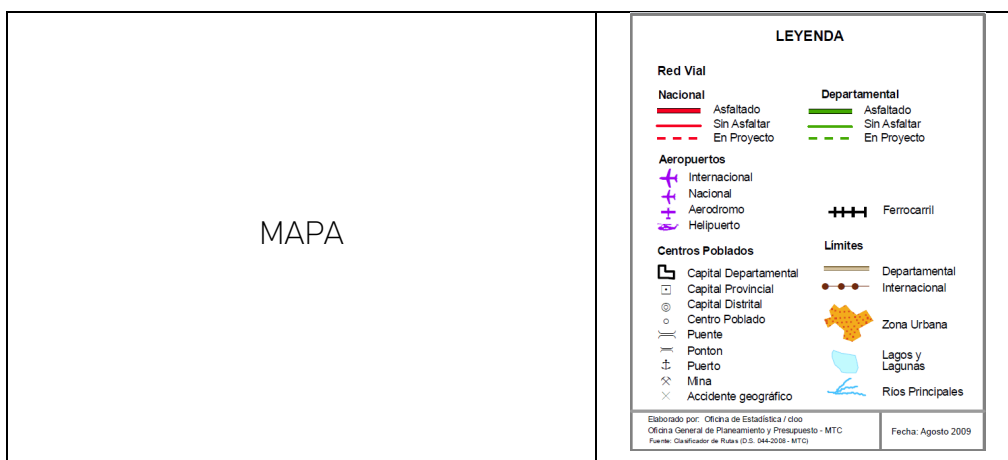 MAPA
LEYENDA
Red Vial
Nacional
Asfaltado
Sin Asfaltar
En Proyecto
Departamental
Asfaltado
Sin Asfaltar
En Proyecto
Aeropuertos
Internacional
Nacional
Aerodromo
Helipuerto
Ferrocarril
Centros Poblados
Capital Departamental
Capital Provincial
Capital Distrital
Centro Poblado
Puente
Ponton
Puerto
Mina
Accidente geográfico
Límites
Departamental
Internacional
Zona Urbana
Lagos y
Lagunas
Ríos Principales
Elaborado por: Oficina de Estadística / cloo
Oficina General de Planeamiento y Presupuesto - MTC
Fuente: Clasificador de Rutas (D.S. 044-2008 - MTC)
Fecha: Agosto 2009